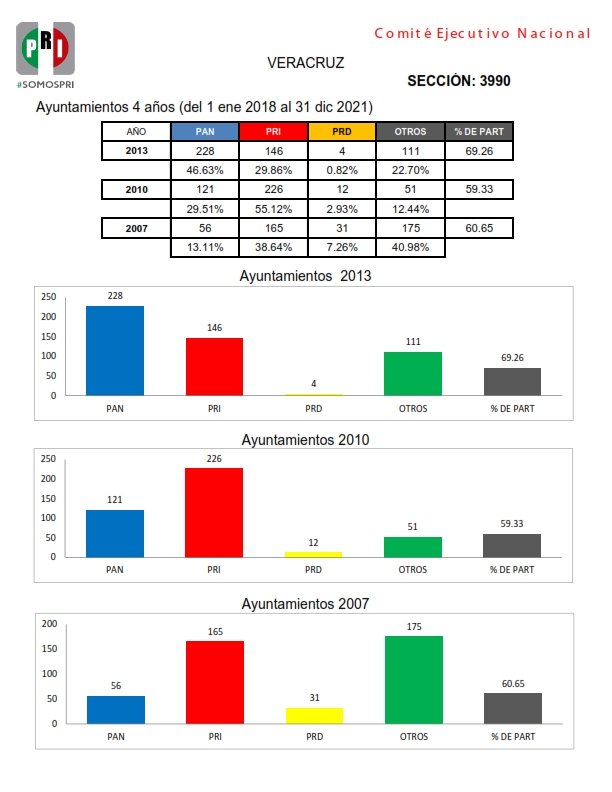 Comité Ejecutivo Nacional
PRI
#SOMOSPRI
VERACRUZ
SECCIÓN: 3990
Ayuntamientos 4 años (del 1 ene 2018 al 31 dic 2021)
AÑO PAN PRI PRD OTROS % DE PART
2013 228 146 4 111 69.26
46.63% 29.86% 0.82% 22.70%
2010 121 226 12 51 59.33
29.51% 55.12% 2.93% 12.44%
2007 56 165 31 175 60.65
13.11% 38.64% 7.26% 40.98%
Ayuntamientos 2013
250
200
150
100
50
0
228 146 4 111 69.26
PAN PRI PRD OTROS % DE PART
Ayuntamientos 2010
250
200
150
100
50
0
121 226 12 51 59.33
PAN PRI PRD OTROS % DE PART
Ayuntamientos 2007
200
150
100
50
0
56 165 31 175 60.65
PAN PRI PRD OTROS % DE PART